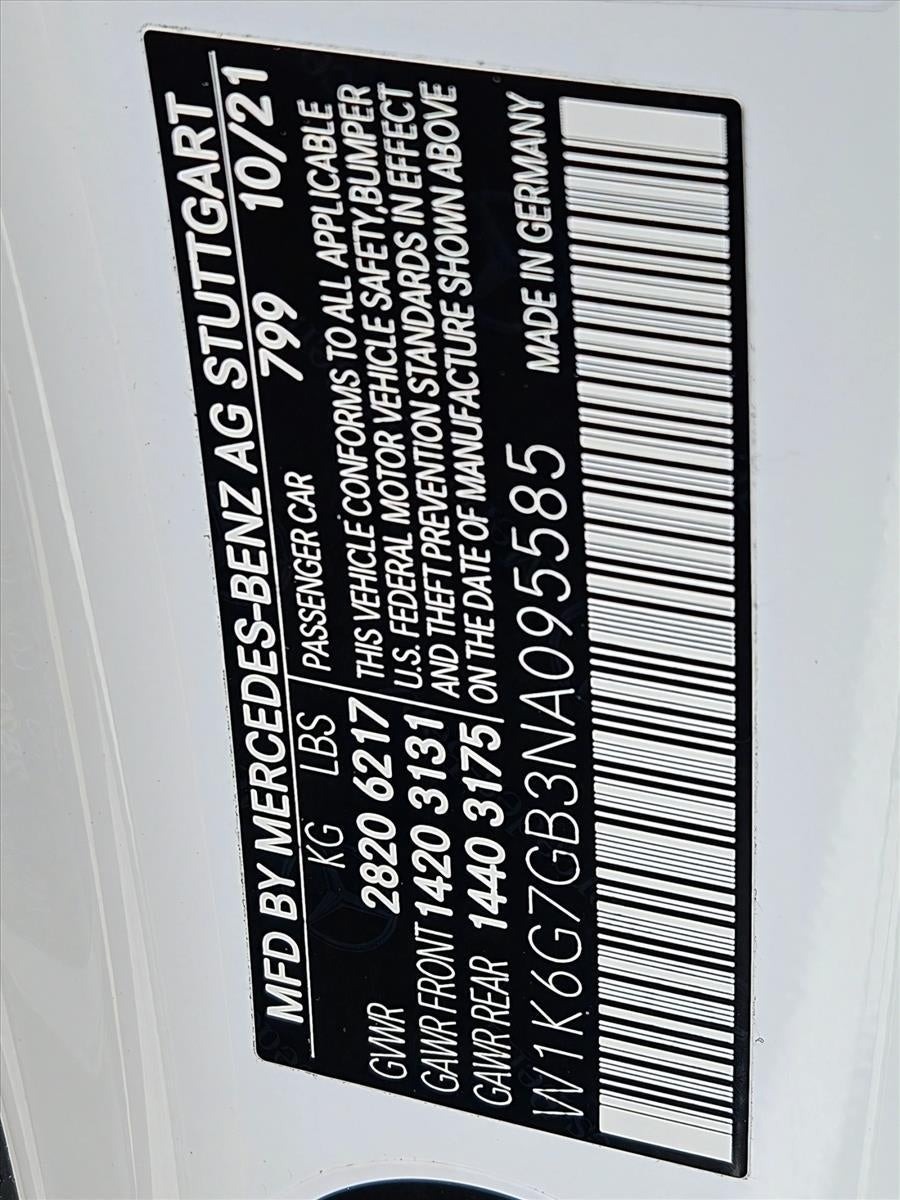 MFD BY MERCEDES-BENZ AG STUTTGART
799 10/21
KG LBS
GVWR 2820 6217
GAWR FRONT 1420 3131
GAWR REAR 1440 3175
PASSENGER CAR
THIS VEHICLE CONFORMS TO ALL APPLICABLE
U.S. FEDERAL MOTOR VEHICLE SAFETY,BUMPER
AND THEFT PREVENTION STANDARDS IN EFFECT
ON THE DATE OF MANUFACTURE SHOWN ABOVE
W1K6G7GB3NA095585
MADE IN GERMANY